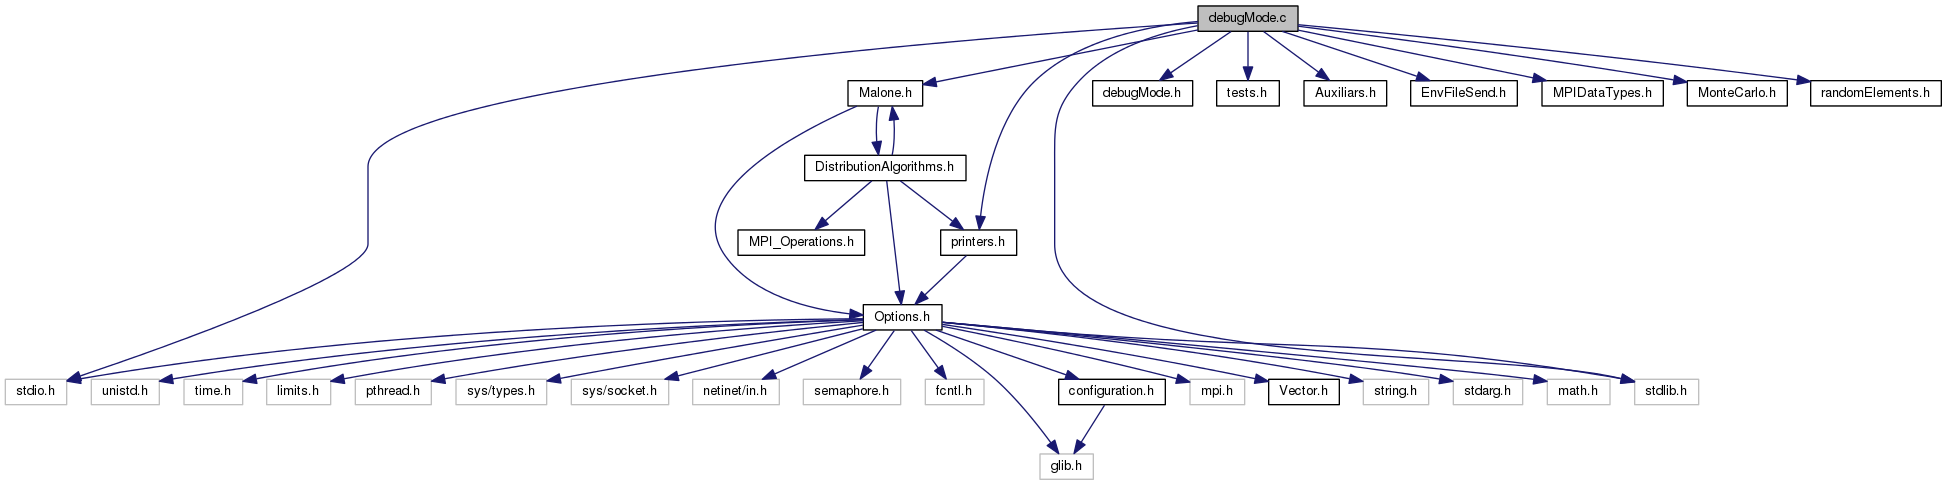 debugMode.c
Malone.h
debugMode.h
tests.h
Auxiliars.h
EnvFileSend.h
MPIDataTypes.h
MonteCarlo.h
randomElements.h
DistributionAlgorithms.h
MPI_Operations.h
printers.h
Options.h
stdio.h
unistd.h
time.h
limits.h
pthread.h
sys/types.h
sys/socket.h
netinet/in.h
semaphore.h
fcntl.h
configuration.h
mpi.h
Vector.h
string.h
stdarg.h
math.h
stdlib.h
glib.h